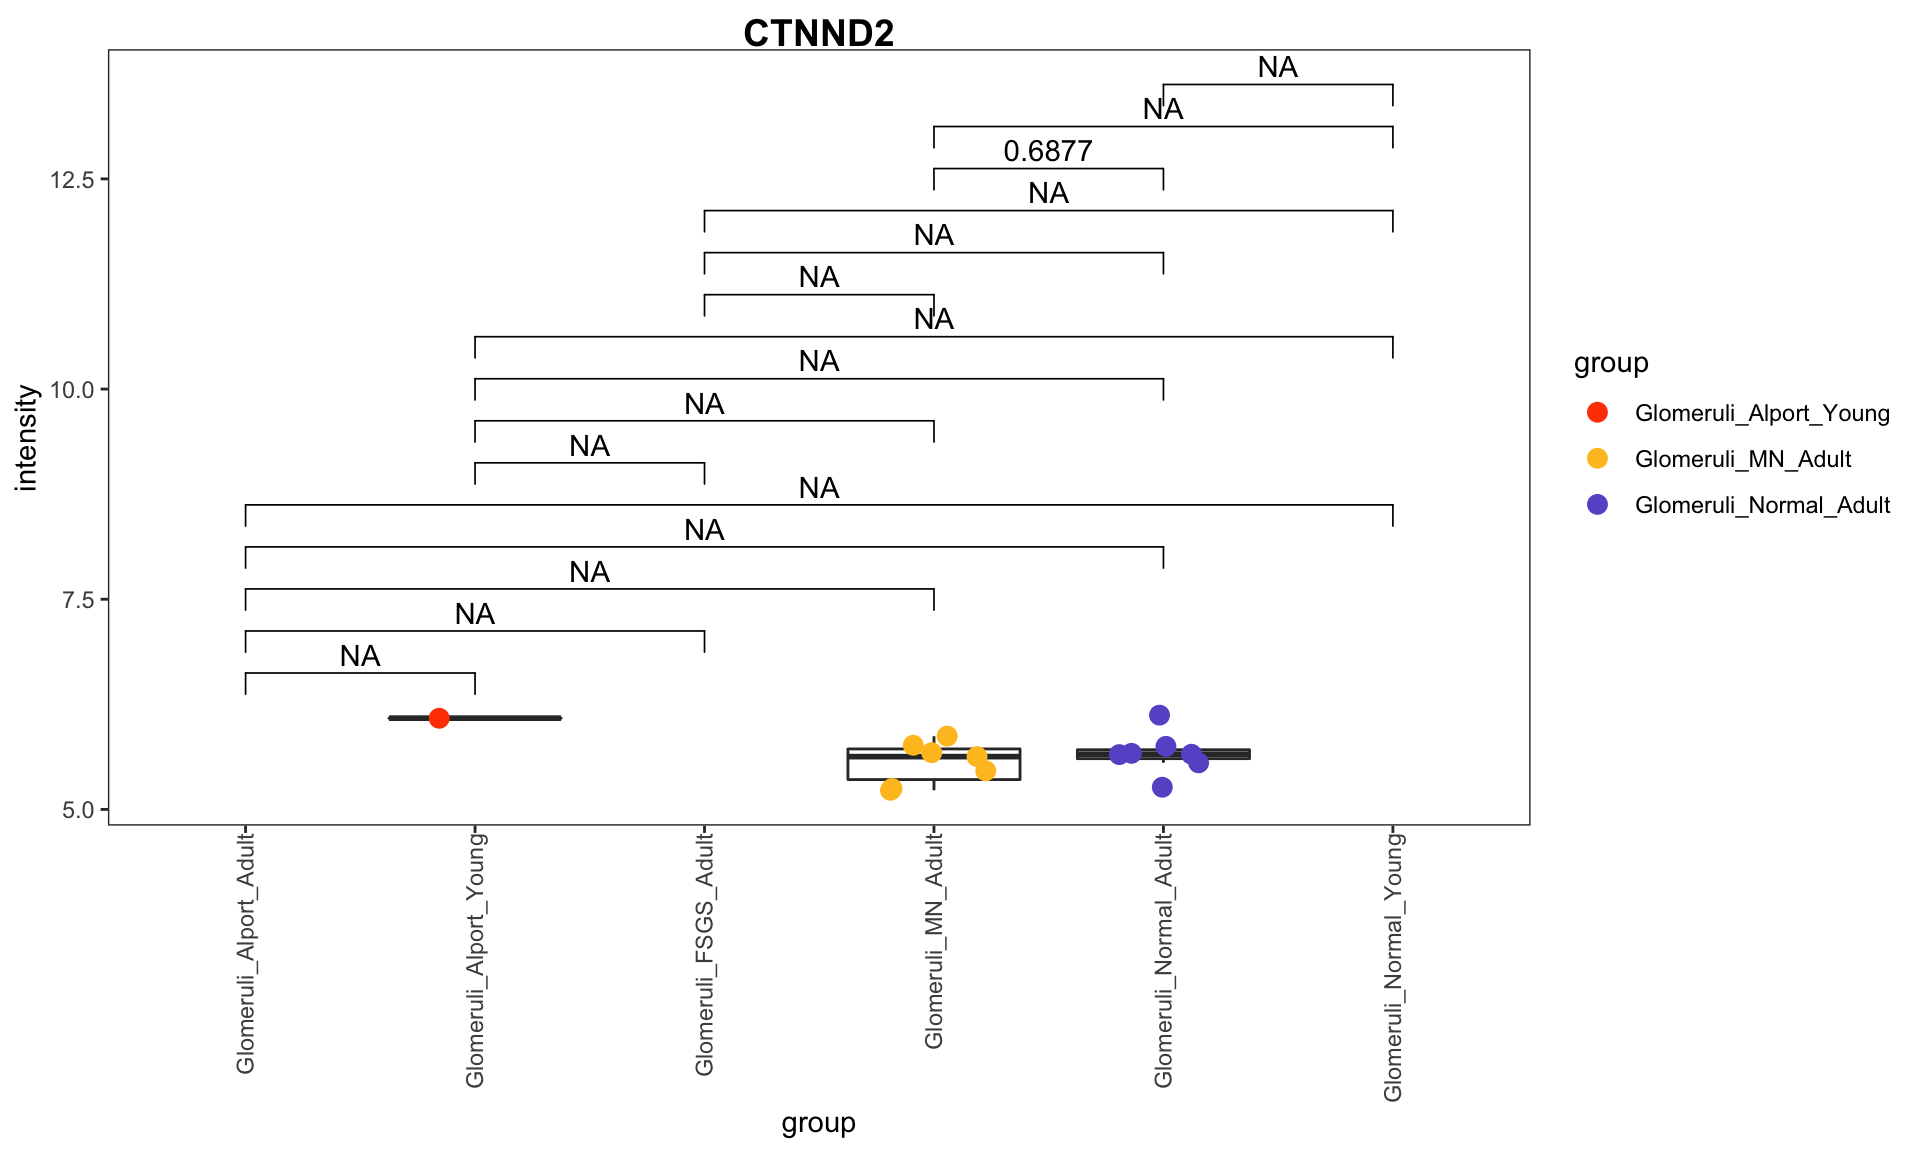 CTNND2
NA
NA
0.6877
NA
NA
NA
NA
NA
NA
NA
NA
NA
NA
NA
NA
12.5
10.0
7.5
5.0
intensity
Glomeruli_Alport_Adult
Glomeruli_Alport_Young
Glomeruli_FSGS_Adult
Glomeruli_MN_Adult
Glomeruli_Normal_Adult
Glomeruli_Normal_Young
group
group
Glomeruli_Alport_Young
Glomeruli_MN_Adult
Glomeruli_Normal_Adult